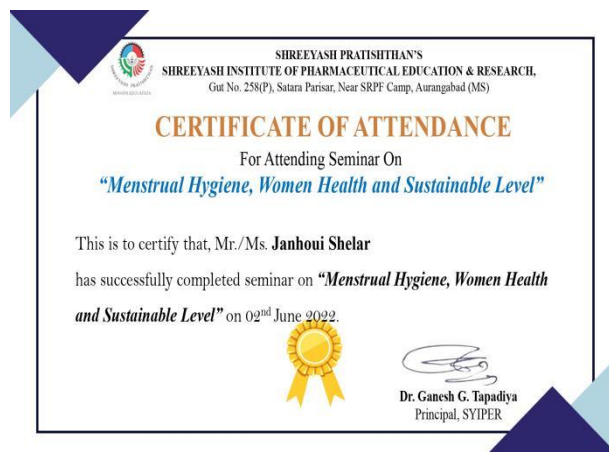 SHREEYASH PRATISHTHAN'S
SHREEYASH INSTITUTE OF PHARMACEUTICAL EDUCATION & RESEARCH,
Gut No. 258(P), Satara Parisar, Near SRPF Camp, Aurangabad (MS)
CERTIFICATE OF ATTENDANCE
For Attending Seminar On
“Menstrual Hygiene, Women Health and Sustainable Level”
This is to certify that, Mr./Ms. Janhoui Shelar
has successfully completed seminar on “Menstrual Hygiene, Women Health
and Sustainable Level” on 02nd June 2022.
Dr. Ganesh G. Tapadiya
Principal, SYIPER